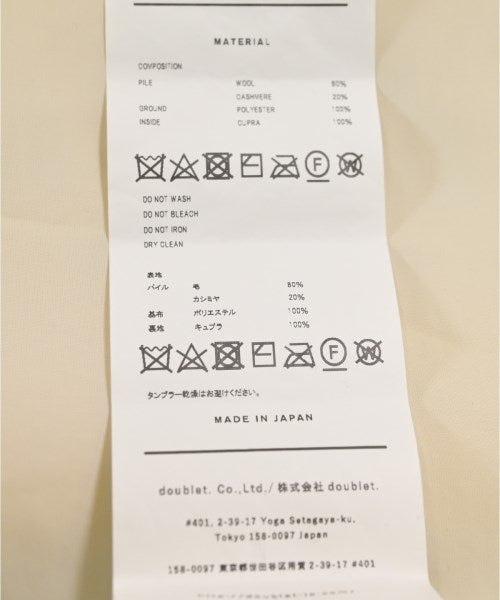 MATERIAL
COMPOSITION
PILE WOOL 80%
CASHMERE 20%
GROUND POLYESTER 100%
INSIDE CUPRA 100%
F W
DO NOT WASH
DO NOT BLEACH
DO NOT IRON
DRY CLEAN
表地
パイル 毛 80%
カシミヤ 20%
基布 ポリエステル 100%
裏地 キュプラ 100%
F W
タンブラー乾燥はお避けください。
MADE IN JAPAN
doublet. Co.,Ltd./ 株式会社 doublet.
#401, 2-39-17 Yoga Setagaya-ku,
Tokyo 158-0097 Japan
158-0097 東京都世田谷区用賀 2-39-17 #401